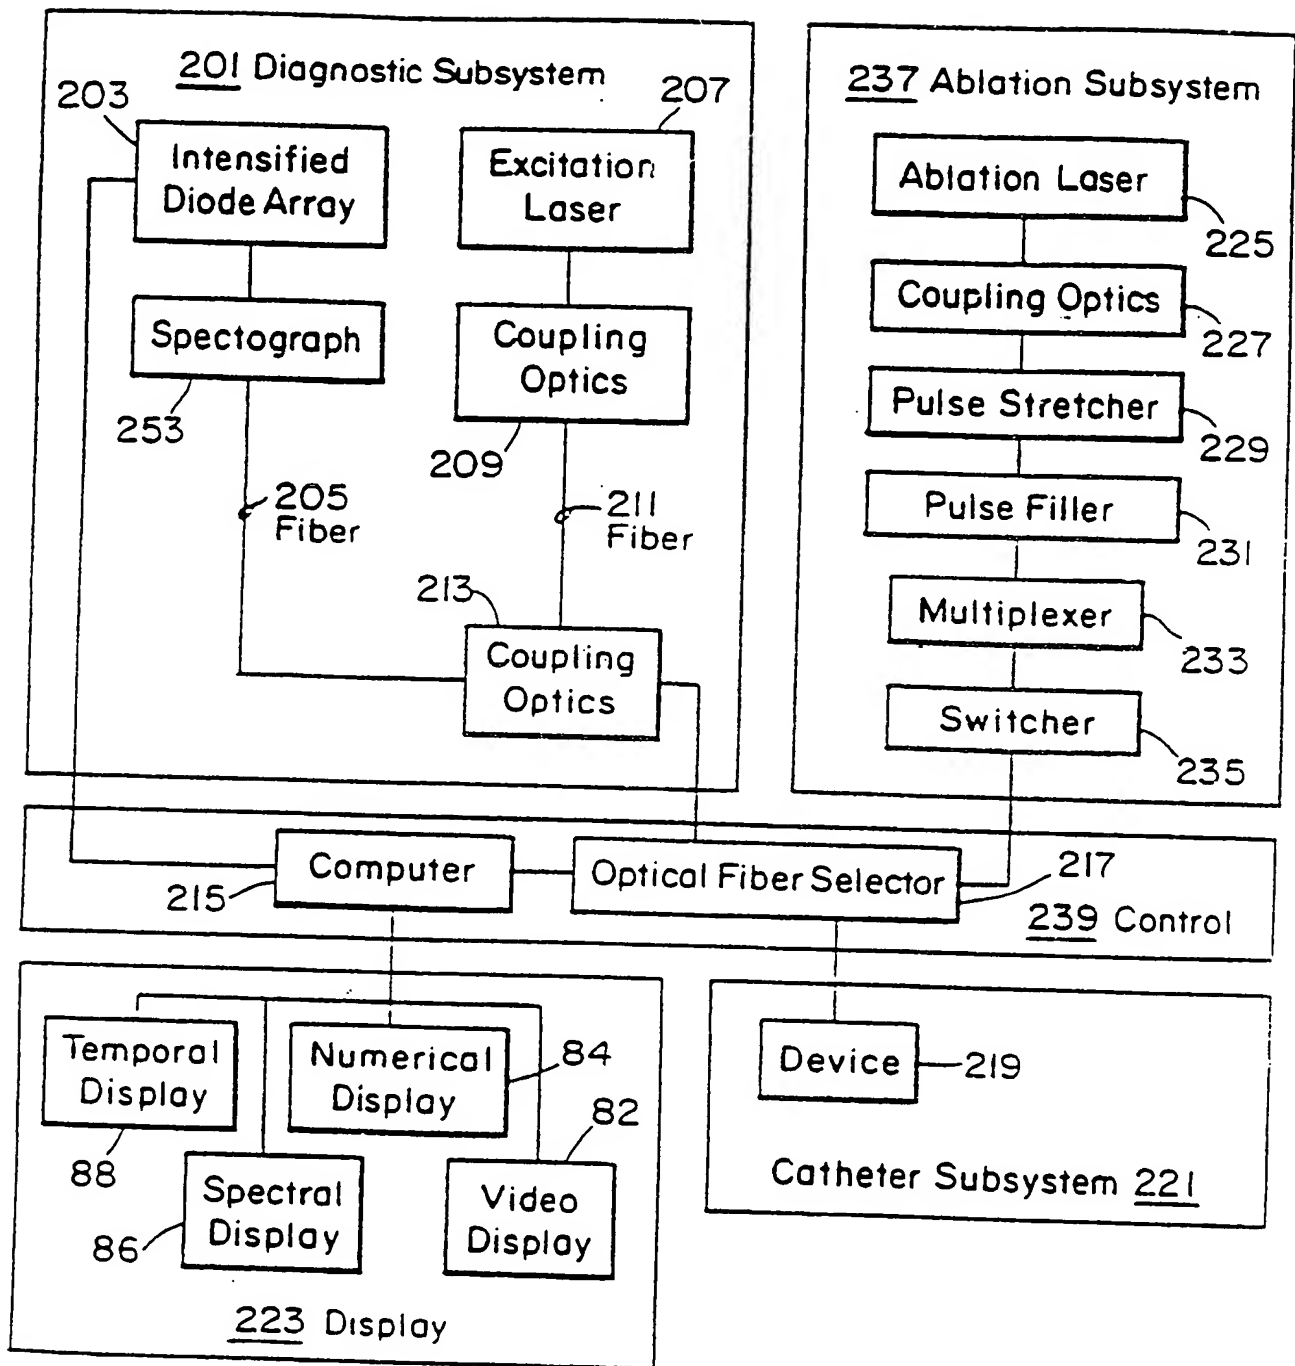 201 Diagnostic Subsystem
203
Intensified
Diode Array
207
Excitation
Laser
Spectograph
253
Coupling
Optics
209
205
Fiber
211
Fiber
213
Coupling
Optics
237 Ablation Subsystem
Ablation Laser
225
Coupling Optics
227
Pulse Stretcher
229
Pulse Filler
231
Multiplexer
233
Switcher
235
Computer
215
Optical Fiber Selector
217
239 Control
Temporal
Display
88
Numerical
Display
84
Spectral
Display
86
Video
Display
82
223 Display
Device
219
Catheter Subsystem 221